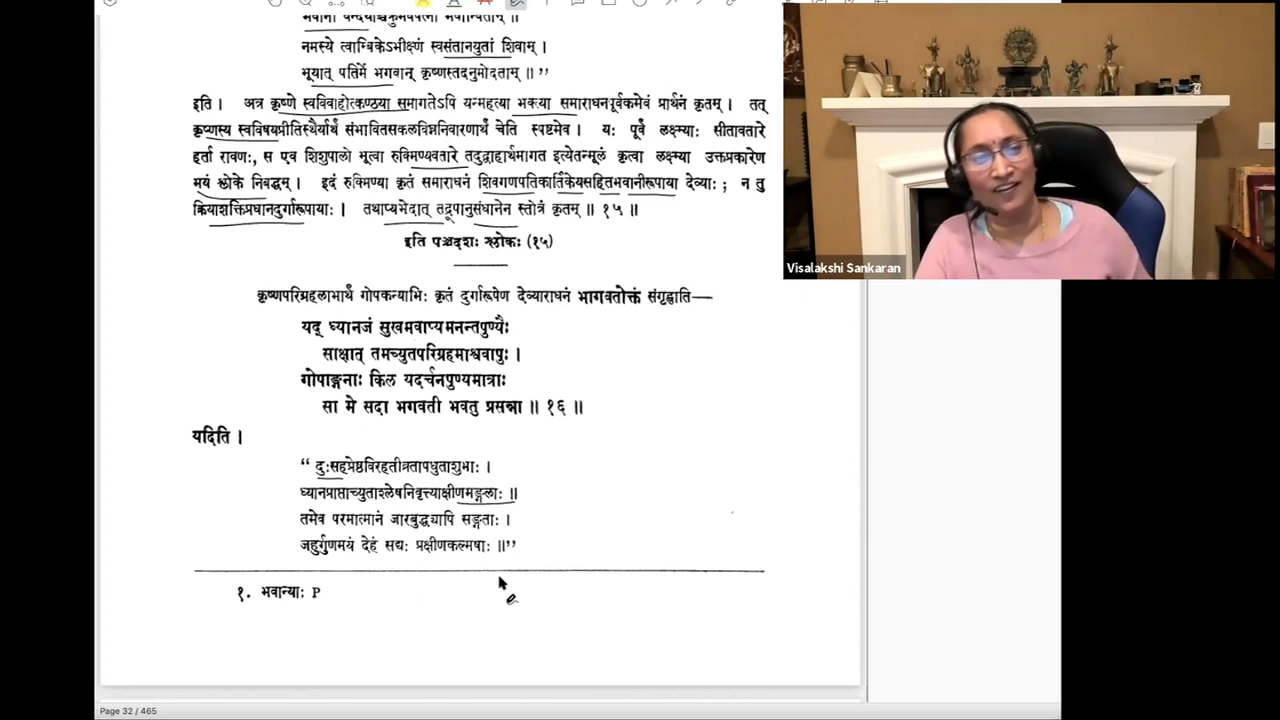 नमस्ये त्वाम्बिकेऽभीक्ष्णं स्वसंतानयुतां शिवाम् ।
भूयात् पतिर्मे भगवान् कृष्णस्तदनुमोदताम् ॥ ”
इति । अत्र कृष्णे स्वविवाहोत्कण्ठया समागतेऽपि यन्महत्या भक्त्या समाराधनपूर्वकमेवं प्रार्थनं कृतम् । तत्
कृष्णस्य स्वविषयप्रीतिस्थैर्यार्थं संभावितसकलविघ्ननिवारणार्थं चेति स्पष्टमेव । यः पूर्वं लक्ष्म्याः सीतावतारे
हर्ता रावणः, स एव शिशुपालो भूत्वा रुक्मिण्यवतारे तदुद्वाहार्थमागत इत्येतन्मूलं कृत्वा लक्ष्म्या उक्तप्रकारेण
मयं श्लोके निबद्धम् । इदं रुक्मिण्या कृतं समाराधनं शिवगणपतिकार्तिकेयसहितभवानीरूपाया देव्याः ; न तु
क्रियाशक्तिप्रधानदुर्गारूपायाः । तथाप्यभेदात् तद्रूपानुसंधानेन स्तोत्रं कृतम् ॥ १५ ॥
इति पञ्चदशः श्लोकः (१५)
कृष्णपरिग्रहलाभार्थं गोपकन्याभिः कृतं दुर्गारूपेण देव्याराधनं भागवतोक्तं संगृह्णाति—
यद् ध्यानजं सुखमवाप्यमनन्तपुण्यैः
साक्षात् तमच्युतपरिग्रहमाश्ववापुः ।
गोपाङ्गनाः किल यदर्चनपुण्यमात्राः
सा मे सदा भगवती भवतु प्रसन्ना ॥ १६ ॥
यदिति ।
“ दुःसहप्रेष्ठविरहतीव्रतापधुताशुभाः ।
ध्यानप्राप्ताच्युताश्लेषनिवृत्त्याक्षीणमङ्गलाः ॥
तमेव परमात्मानं जारबुद्ध्यापि सङ्गताः ।
जहुर्गुणमयं देहं सद्यः प्रक्षीणकल्मषाः ॥”
१. भवान्याः P
Page 32 / 465
Visalakshi Sankaran